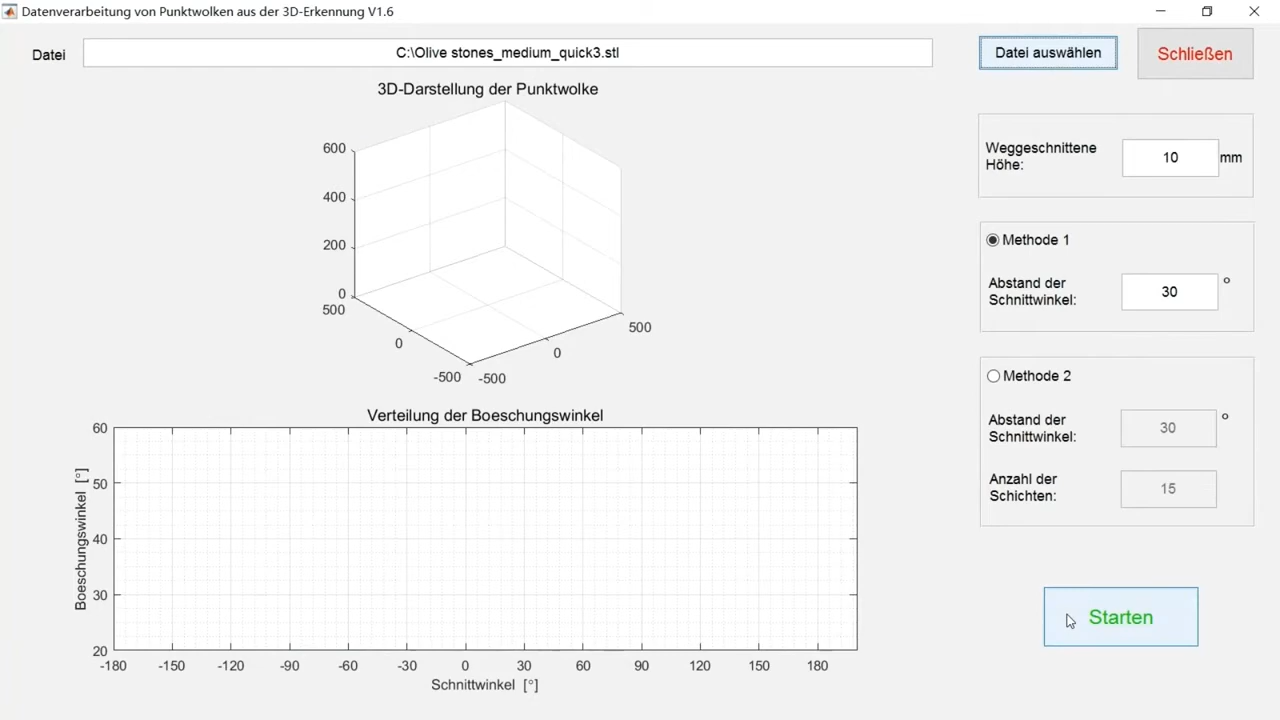 Datenverarbeitung von Punktwolken aus der 3D-Erkennung V1.6
Datei
C:\Olive stones_medium_quick3.stl
Datei auswählen
Schließen
3D-Darstellung der Punktwolke
600
400
200
0
500
0
-500
-500
0
500
Weggeschnittene
Höhe:
10
mm
Methode 1
Abstand der
Schnittwinkel:
30
°
Methode 2
Abstand der
Schnittwinkel:
30
°
Anzahl der
Schichten:
15
Verteilung der Boeschungswinkel
Boeschungswinkel [°]
60
50
40
30
20
-180 -150 -120 -90 -60 -30 0 30 60 90 120 150 180
Schnittwinkel [°]
Starten